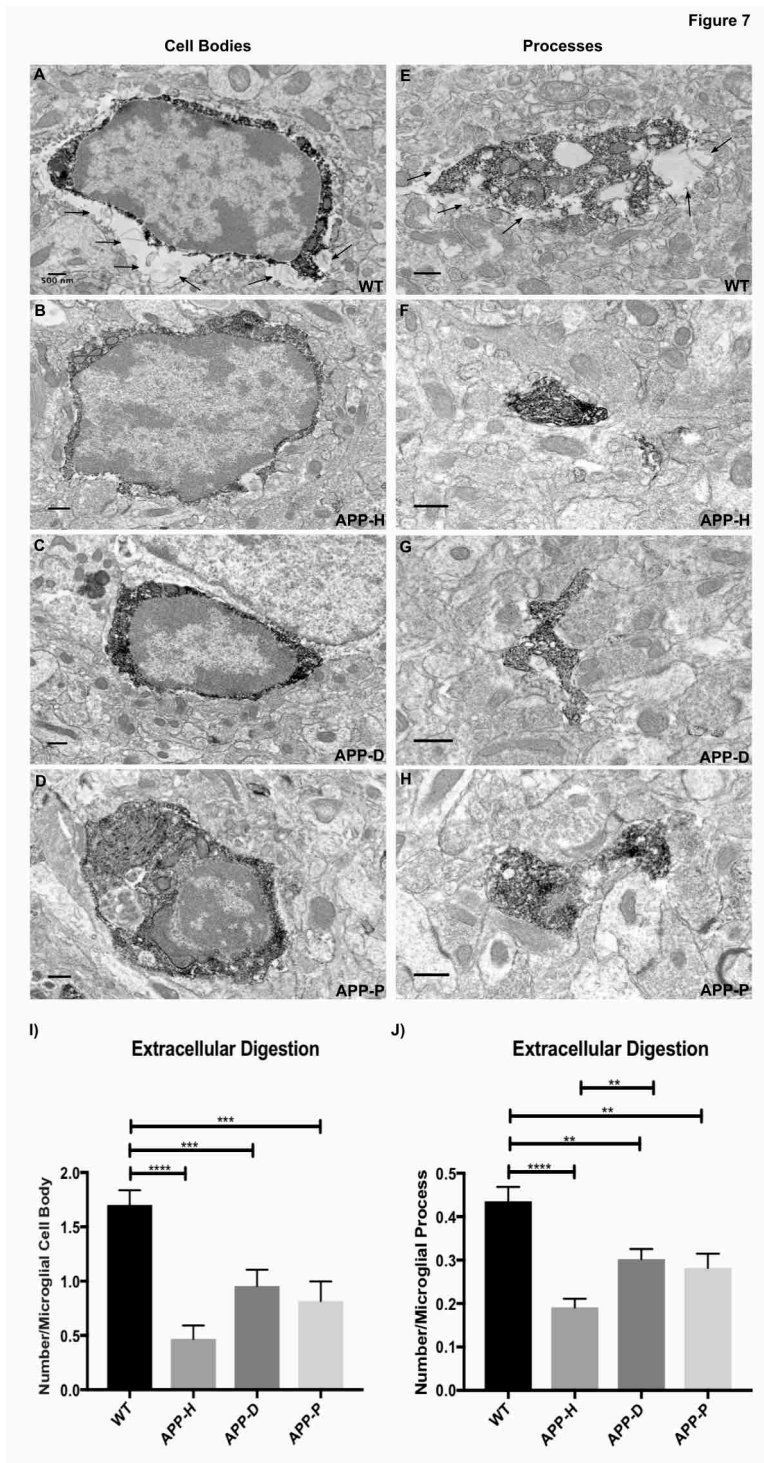 Figure 7
Cell Bodies
Processes
A
500 nm
WT
E
WT
B
APP-H
F
APP-H
C
APP-D
G
APP-D
D
APP-P
H
APP-P
I)
Extracellular Digestion
***
***
****
Number/Microglial Cell Body
2.0
1.5
1.0
0.5
0.0
WT
APP-H
APP-D
APP-P
J)
Extracellular Digestion
**
**
**
****
Number/Microglial Process
0.5
0.4
0.3
0.2
0.1
0.0
WT
APP-H
APP-D
APP-P